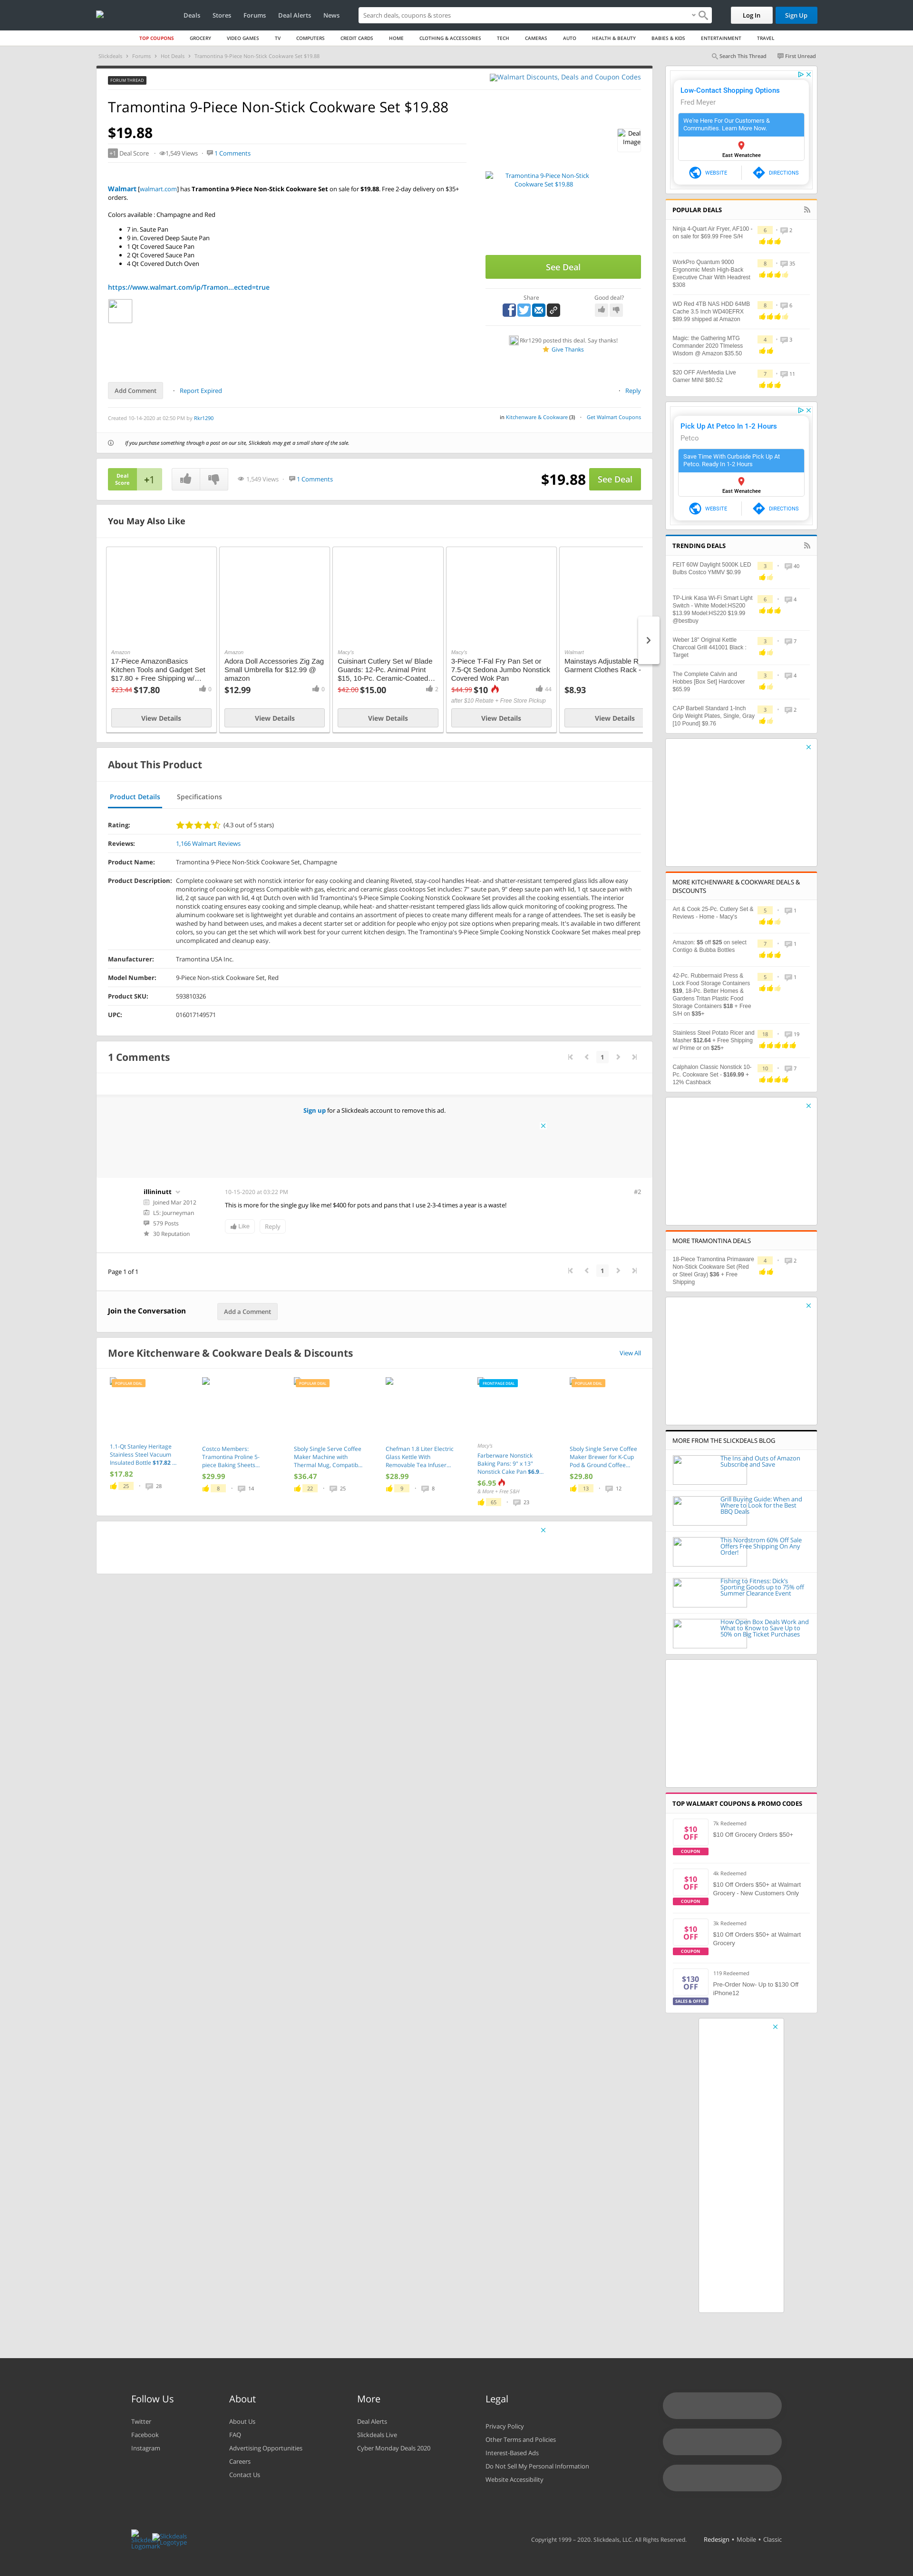 Deals Stores Forums Deal Alerts News
Search deals, coupons & stores
Log In
Sign Up
TOP COUPONS GROCERY VIDEO GAMES TV COMPUTERS CREDIT CARDS HOME CLOTHING & ACCESSORIES TECH CAMERAS AUTO HEALTH & BEAUTY BABIES & KIDS ENTERTAINMENT TRAVEL
Slickdeals Forums Hot Deals Tramontina 9-Piece Non-Stick Cookware Set $19.88
Search This Thread First Unread
FORUM THREAD
Walmart Discounts, Deals and Coupon Codes
Tramontina 9-Piece Non-Stick Cookware Set $19.88
$19.88
+1 Deal Score 1,549 Views 1 Comments
Deal Image
Walmart [walmart.com] has Tramontina 9-Piece Non-Stick Cookware Set on sale for $19.88. Free 2-day delivery on $35+
orders.
Colors available : Champagne and Red
7 in. Saute Pan
9 in. Covered Deep Saute Pan
1 Qt Covered Sauce Pan
2 Qt Covered Sauce Pan
4 Qt Covered Dutch Oven
https://www.walmart.com/ip/Tramon...ected=true
Tramontina 9-Piece Non-Stick
Cookware Set $19.88
See Deal
Share
Good deal?
Rkr1290 posted this deal. Say thanks!
Give Thanks
Add Comment
Report Expired
Reply
Created 10-14-2020 at 02:50 PM by Rkr1290
in Kitchenware & Cookware (3) Get Walmart Coupons
If you purchase something through a post on our site, Slickdeals may get a small share of the sale.
Deal
Score
+1
1,549 Views 1 Comments
$19.88
See Deal
You May Also Like
Amazon
17-Piece AmazonBasics
Kitchen Tools and Gadget Set
$17.80 + Free Shipping w/...
$23.44 $17.80 0
View Details
Amazon
Adora Doll Accessories Zig Zag
Small Umbrella for $12.99 @
amazon
$12.99 0
View Details
Macy's
Cuisinart Cutlery Set w/ Blade
Guards: 12-Pc. Animal Print
$15, 10-Pc. Ceramic-Coated...
$42.00 $15.00 2
View Details
Macy's
3-Piece T-Fal Fry Pan Set or
7.5-Qt Sedona Jumbo Nonstick
Covered Wok Pan
$44.99 $10 44
after $10 Rebate + Free Store Pickup
View Details
Walmart
Mainstays Adjustable R
Garment Clothes Rack -
$8.93
View Details
About This Product
Product Details Specifications
Rating: (4.3 out of 5 stars)
Reviews: 1,166 Walmart Reviews
Product Name: Tramontina 9-Piece Non-Stick Cookware Set, Champagne
Product Description: Complete cookware set with nonstick interior for easy cooking and cleaning Riveted, stay-cool handles Heat- and shatter-resistant tempered glass lids allow easy
monitoring of cooking progress Compatible with gas, electric and ceramic glass cooktops Set includes: 7" saute pan, 9" deep saute pan with lid, 1 qt sauce pan with
lid, 2 qt sauce pan with lid, 4 qt Dutch oven with lid Tramontina's 9-Piece Simple Cooking Nonstick Cookware Set provides all the cooking essentials. The interior
nonstick coating ensures easy cooking and simple cleanup, while the heat- and shatter-resistant tempered glass lids allow quick monitoring of cooking progress. The
aluminum cookware set is lightweight yet durable and contains an assortment of pieces to create many different meals for a range of attendees. The set is easily be
washed by hand between uses, and makes a decent starter set or addition for people who enjoy pot size options when preparing meals. It's available in two different
colors, so you can get the set which will work best for your current kitchen design. The Tramontina's 9-Piece Simple Cooking Nonstick Cookware Set makes meal prep
uncomplicated and cleanup easy.
Manufacturer: Tramontina USA Inc.
Model Number: 9-Piece Non-stick Cookware Set, Red
Product SKU: 593810326
UPC: 016017149571
1 Comments
1
Sign up for a Slickdeals account to remove this ad.
illininutt
Joined Mar 2012
L5: Journeyman
579 Posts
30 Reputation
10-15-2020 at 03:22 PM
#2
This is more for the single guy like me! $400 for pots and pans that I use 2-3-4 times a year is a waste!
Like Reply
Page 1 of 1
1
Join the Conversation
Add a Comment
More Kitchenware & Cookware Deals & Discounts
View All
POPULAR DEAL
1.1-Qt Stanley Heritage
Stainless Steel Vacuum
Insulated Bottle $17.82 ...
$17.82
25 28
Costco Members:
Tramontina Proline 5-
piece Baking Sheets...
$29.99
8 14
POPULAR DEAL
Sboly Single Serve Coffee
Maker Machine with
Thermal Mug, Compatib...
$36.47
22 25
Chefman 1.8 Liter Electric
Glass Kettle With
Removable Tea Infuser...
$28.99
9 8
FRONTPAGE DEAL
Macy's
Farberware Nonstick
Baking Pans: 9" x 13"
Nonstick Cake Pan $6.9...
$6.95
& More + Free S&H
65 23
POPULAR DEAL
Sboly Single Serve Coffee
Maker Brewer for K-Cup
Pod & Ground Coffee...
$29.80
13 12
Low-Contact Shopping Options
Fred Meyer
We're Here For Our Customers &
Communities. Learn More Now.
East Wenatchee
WEBSITE DIRECTIONS
POPULAR DEALS
Ninja 4-Quart Air Fryer, AF100 -
on sale for $69.99 Free S/H
6 2
WorkPro Quantum 9000
Ergonomic Mesh High-Back
Executive Chair With Headrest
$308
8 35
WD Red 4TB NAS HDD 64MB
Cache 3.5 Inch WD40EFRX
$89.99 shipped at Amazon
8 6
Magic: the Gathering MTG
Commander 2020 TImeless
Wisdom @ Amazon $35.50
4 3
$20 OFF AVerMedia Live
Gamer MINI $80.52
7 11
Pick Up At Petco In 1-2 Hours
Petco
Save Time With Curbside Pick Up At
Petco. Ready In 1-2 Hours
East Wenatchee
WEBSITE DIRECTIONS
TRENDING DEALS
FEIT 60W Daylight 5000K LED
Bulbs Costco YMMV $0.99
3 40
TP-Link Kasa Wi-Fi Smart Light
Switch - White Model:HS200
$13.99 Model:HS220 $19.99
@bestbuy
6 4
Weber 18" Original Kettle
Charcoal Grill 441001 Black :
Target
3 7
The Complete Calvin and
Hobbes [Box Set] Hardcover
$65.99
3 4
CAP Barbell Standard 1-Inch
Grip Weight Plates, Single, Gray
[10 Pound] $9.76
3 2
MORE KITCHENWARE & COOKWARE DEALS &
DISCOUNTS
Art & Cook 25-Pc. Cutlery Set &
Reviews - Home - Macy's
5 1
Amazon: $5 off $25 on select
Contigo & Bubba Bottles
7 1
42-Pc. Rubbermaid Press &
Lock Food Storage Containers
$19, 18-Pc. Better Homes &
Gardens Tritan Plastic Food
Storage Containers $18 + Free
S/H on $35+
5 1
Stainless Steel Potato Ricer and
Masher $12.64 + Free Shipping
w/ Prime or on $25+
18 19
Calphalon Classic Nonstick 10-
Pc. Cookware Set - $169.99 +
12% Cashback
10 7
MORE TRAMONTINA DEALS
18-Piece Tramontina Primaware
Non-Stick Cookware Set (Red
or Steel Gray) $36 + Free
Shipping
4 2
MORE FROM THE SLICKDEALS BLOG
The Ins and Outs of Amazon
Subscribe and Save
Grill Buying Guide: When and
Where to Look for the Best
BBQ Deals
This Nordstrom 60% Off Sale
Offers Free Shipping On Any
Order!
Fishing to Fitness: Dick's
Sporting Goods up to 75% off
Summer Clearance Event
How Open Box Deals Work and
What to Know to Save Up to
50% on Big Ticket Purchases
TOP WALMART COUPONS & PROMO CODES
$10
OFF
COUPON
7k Redeemed
$10 Off Grocery Orders $50+
$10
OFF
COUPON
4k Redeemed
$10 Off Orders $50+ at Walmart
Grocery - New Customers Only
$10
OFF
COUPON
3k Redeemed
$10 Off Orders $50+ at Walmart
Grocery
$130
OFF
SALES & OFFER
119 Redeemed
Pre-Order Now- Up to $130 Off
iPhone12
Follow Us
Twitter
Facebook
Instagram
About
About Us
FAQ
Advertising Opportunities
Careers
Contact Us
More
Deal Alerts
Slickdeals Live
Cyber Monday Deals 2020
Legal
Privacy Policy
Other Terms and Policies
Interest-Based Ads
Do Not Sell My Personal Information
Website Accessibility
Slickdeals
Logotype
Copyright 1999 – 2020. Slickdeals, LLC. All Rights Reserved.
Redesign • Mobile • Classic